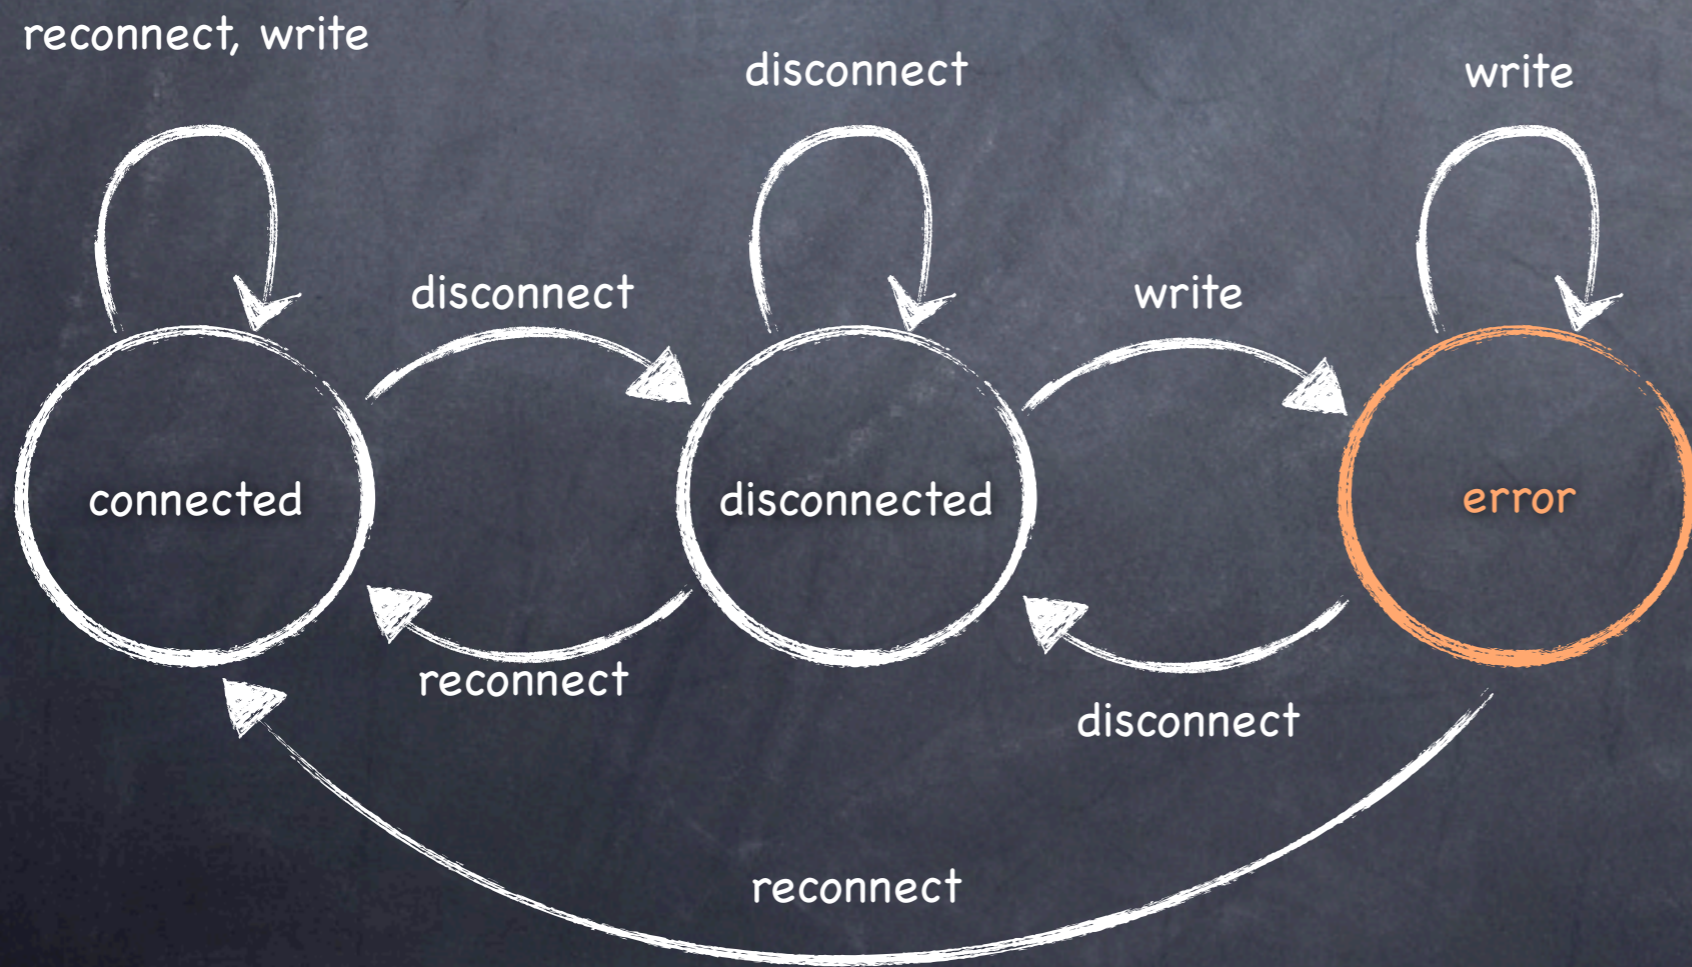 reconnect, write
disconnect
write
disconnect
write
connected
disconnected
error
reconnect
disconnect
reconnect